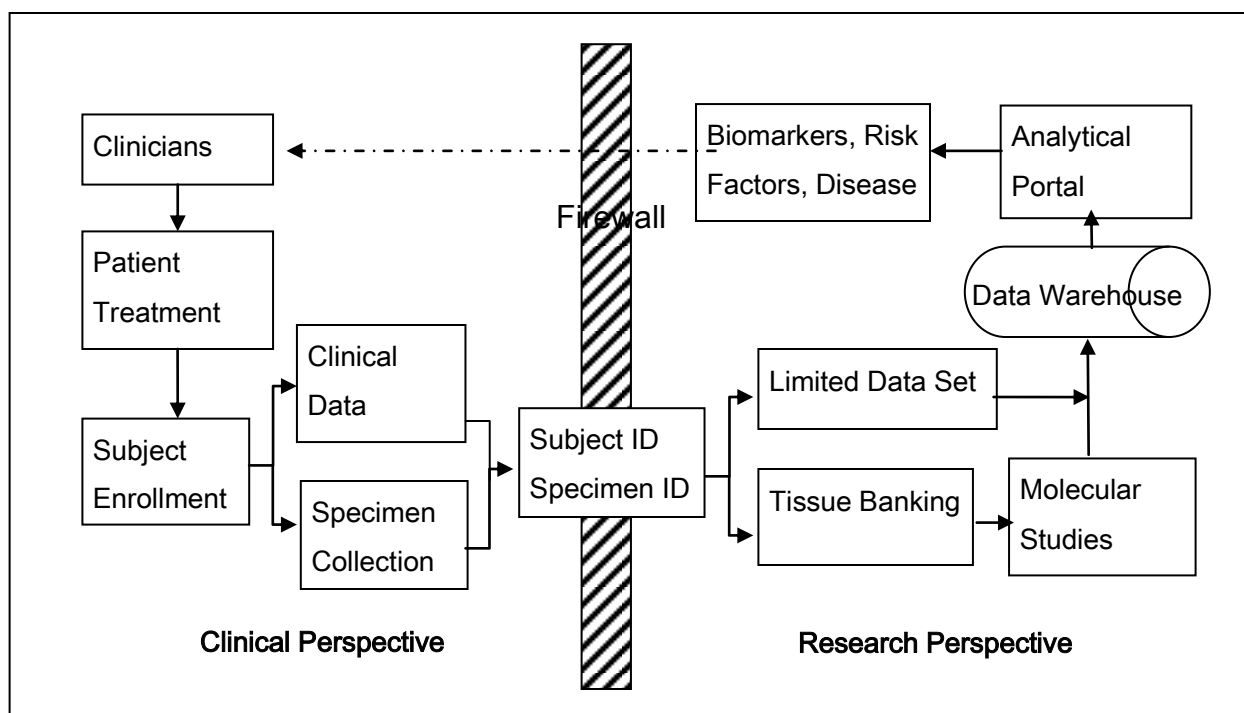 Clinicians
Patient
Treatment
Subject
Enrollment
Clinical
Data
Specimen
Collection
Clinical Perspective
Firewall
Subject ID
Specimen ID
Biomarkers, Risk
Factors, Disease
Analytical
Portal
Data Warehouse
Limited Data Set
Tissue Banking
Molecular
Studies
Research Perspective